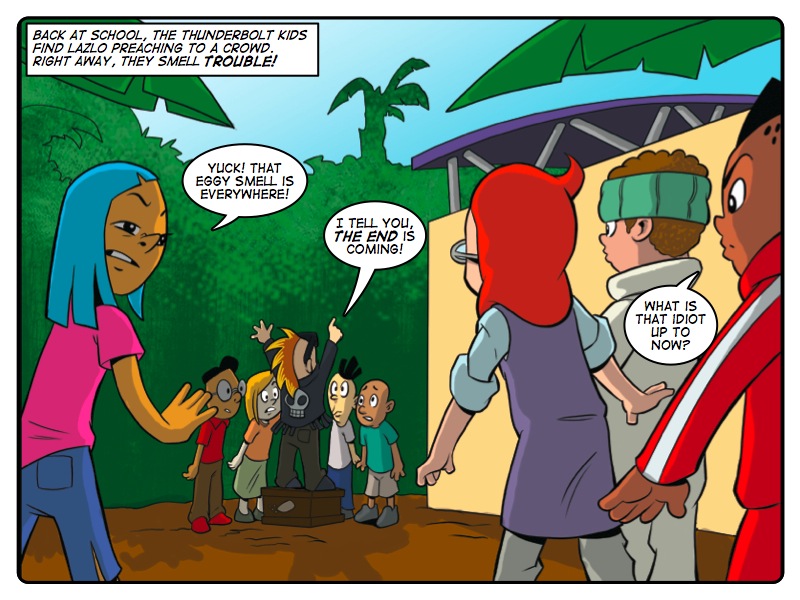 BACK AT SCHOOL, THE THUNDERBOLT KIDS
FIND LAZLO PREACHING TO A CROWD.
RIGHT AWAY, THEY SMELL TROUBLE!
YUCK! THAT
EGGY SMELL IS
EVERYWHERE!
I TELL YOU,
THE END IS
COMING!
WHAT IS
THAT IDIOT
UP TO
NOW?